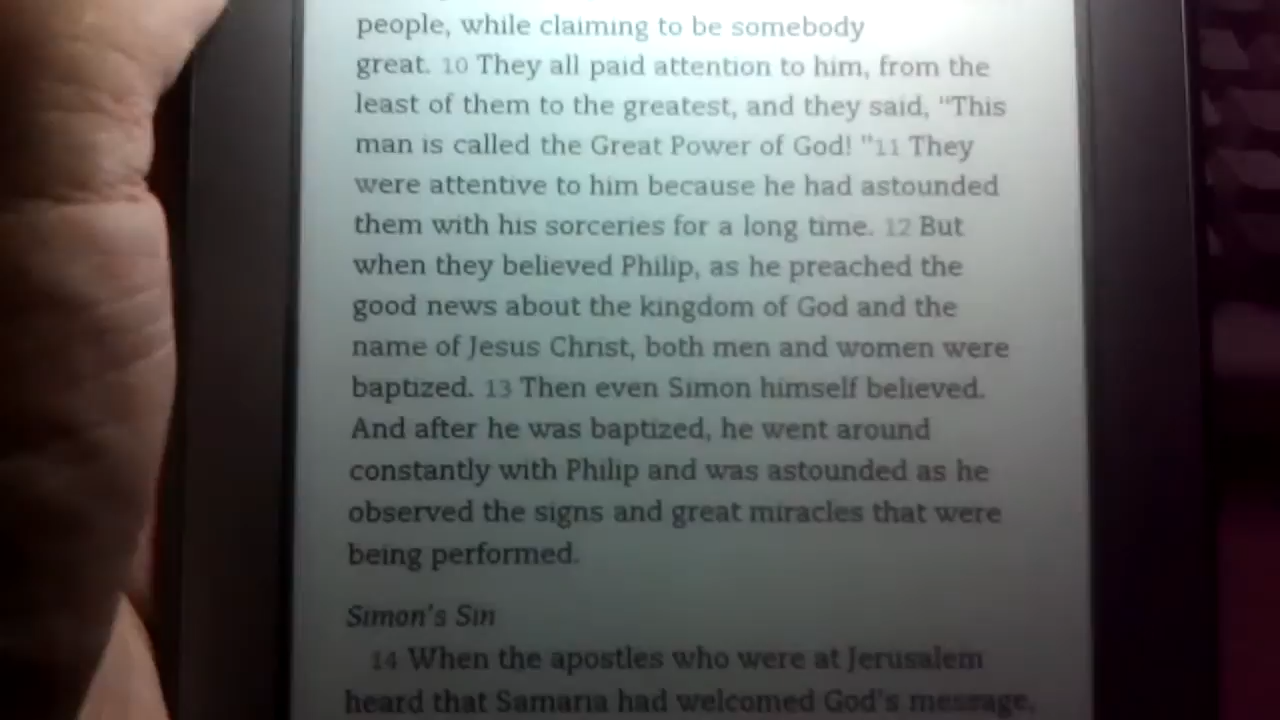 people, while claiming to be somebody
great. 10 They all paid attention to him, from the
least of them to the greatest, and they said, “This
man is called the Great Power of God! ”11 They
were attentive to him because he had astounded
them with his sorceries for a long time. 12 But
when they believed Philip, as he preached the
good news about the kingdom of God and the
name of Jesus Christ, both men and women were
baptized. 13 Then even Simon himself believed.
And after he was baptized, he went around
constantly with Philip and was astounded as he
observed the signs and great miracles that were
being performed.
Simon's Sin
14 When the apostles who were at Jerusalem
heard that Samaria had welcomed God's message,